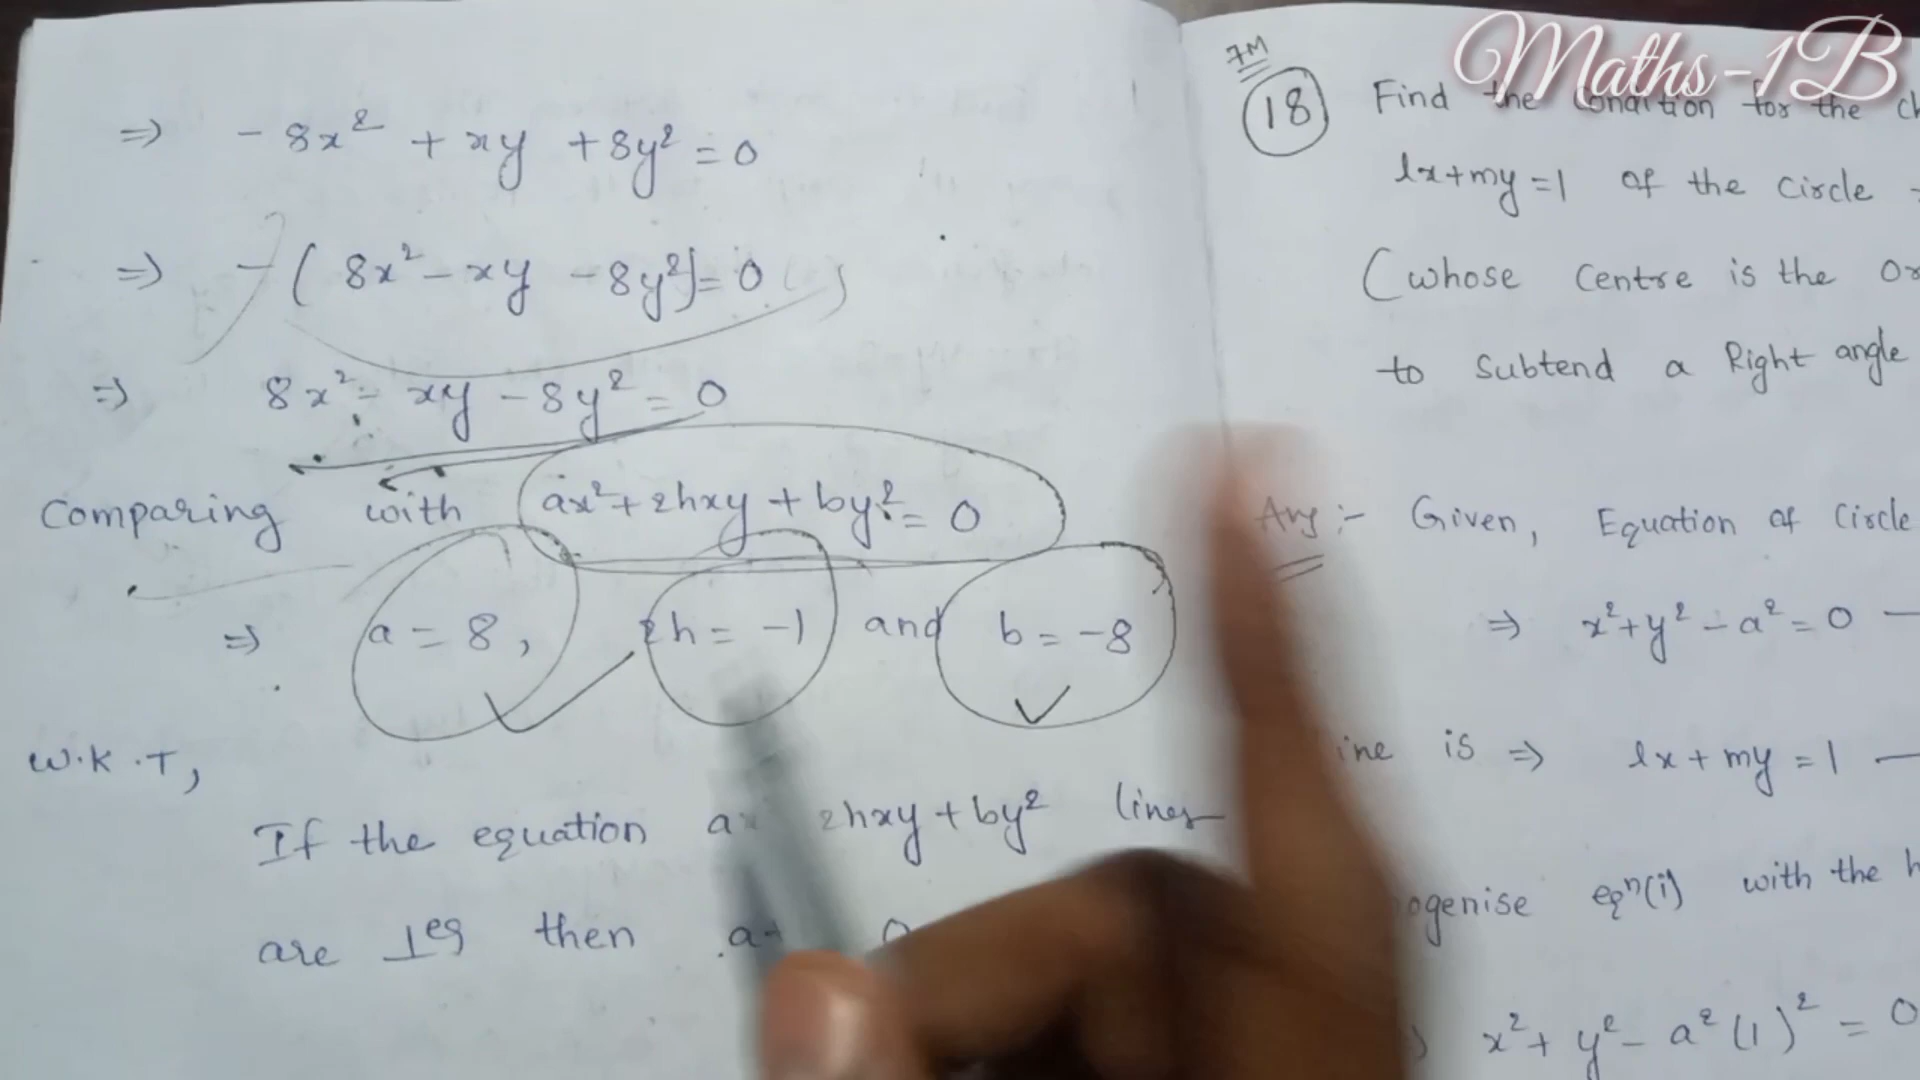 ⇒ -8x² + xy + 8y² = 0
⇒ -(8x² - xy - 8y²) = 0
⇒ 8x² - xy - 8y² = 0
Comparing with ax² + 2hxy + by² = 0
⇒ a = 8, 2h = -1 and b = -8
W.K.T,
If the equation 2hxy + by² lines
are ⊥er then
Maths-1B
7M
18 Find the Condition for the
lx+my=1 of the circle
(whose Centre is the
to Subtend a Right angle
Ans:- Given, Equation of Circle
⇒ x²+y²-a²=0
is ⇒ lx+my=1
eqⁿ(i) with the
x²+y²-a²(1)²=0